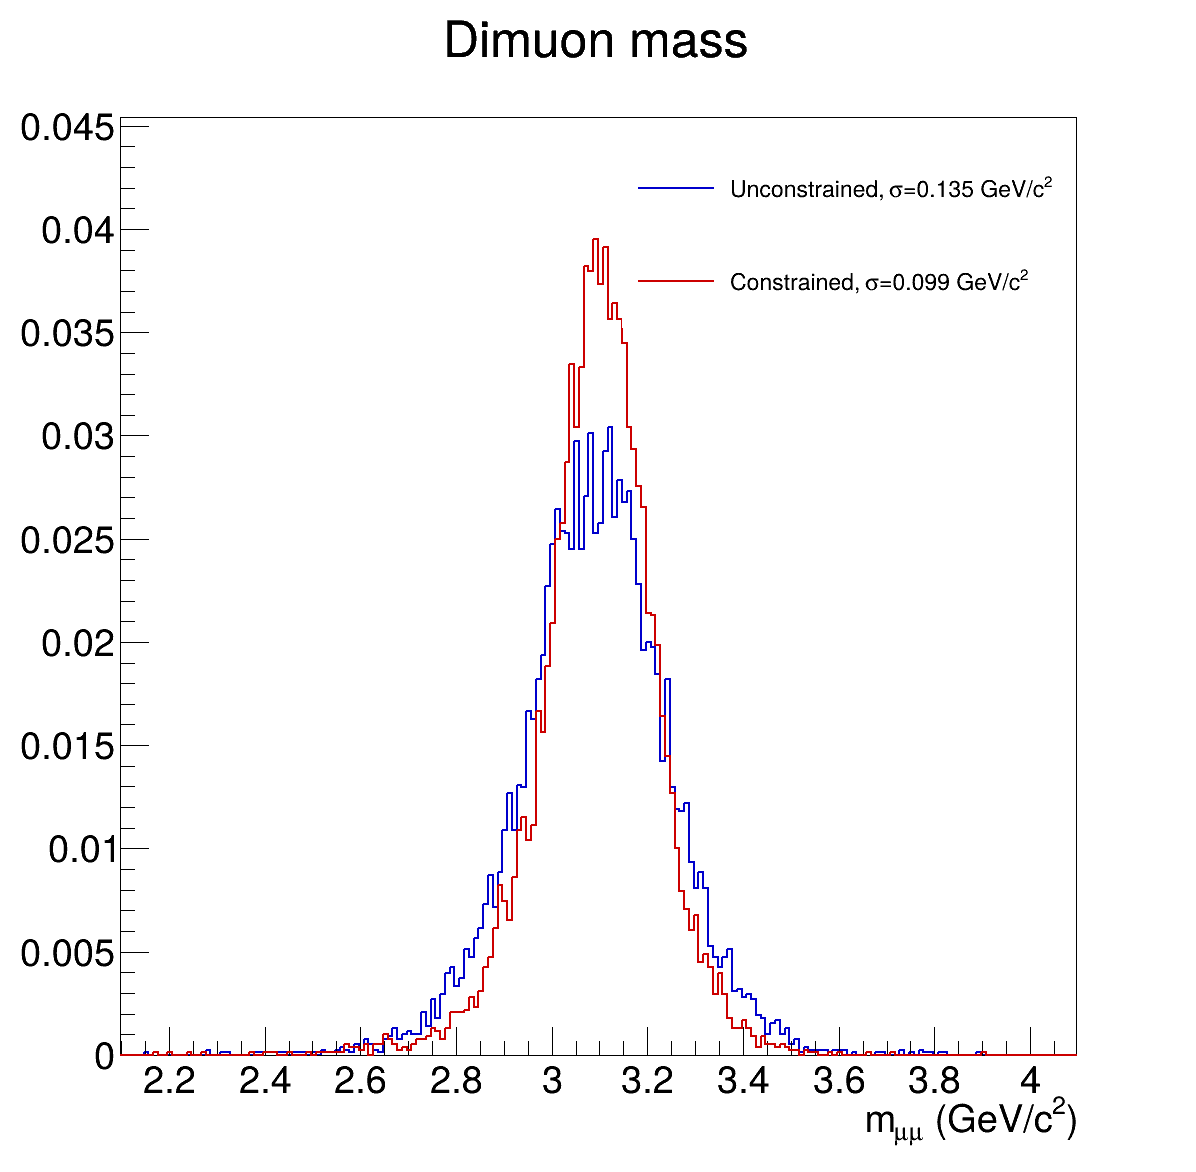 Dimuon mass
0.045
0.04
0.035
0.03
0.025
0.02
0.015
0.01
0.005
0
Unconstrained, σ=0.135 GeV/c²
Constrained, σ=0.099 GeV/c²
2.2 2.4 2.6 2.8 3 3.2 3.4 3.6 3.8 4
m_μμ (GeV/c²)